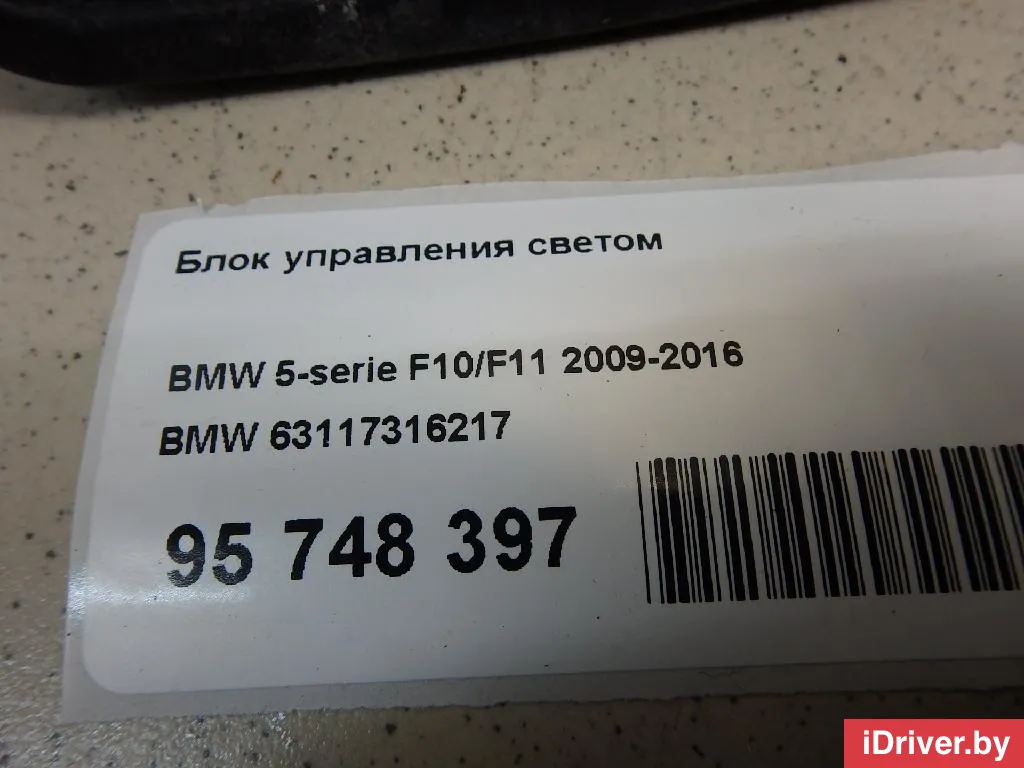 Блок управления светом
BMW 5-serie F10/F11 2009-2016
BMW 63117316217
95 748 397
iDriver.by